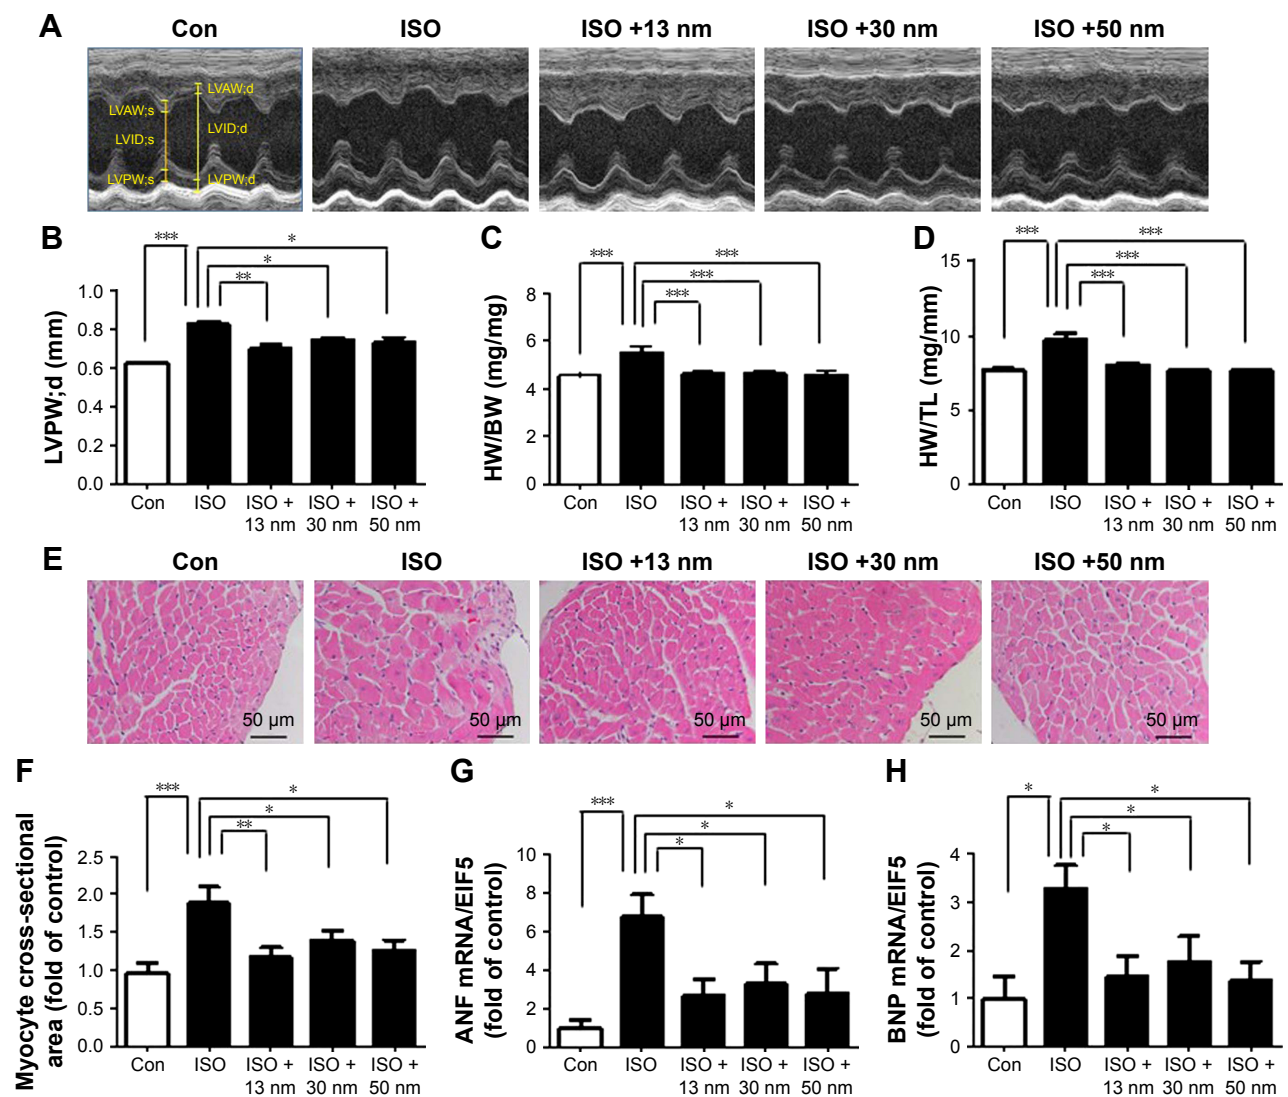 A
Con
ISO
ISO +13 nm
ISO +30 nm
ISO +50 nm
LVAW;s
LVAW;d
LVID;s
LVID;d
LVPW;s
LVPW;d
B
***
*
*
**
LVPW;d (mm)
1.0
0.8
0.6
0.4
0.2
0.0
Con
ISO
ISO +
13 nm
ISO +
30 nm
ISO +
50 nm
C
***
***
***
***
HW/BW (mg/mg)
8
6
4
2
0
Con
ISO
ISO +
13 nm
ISO +
30 nm
ISO +
50 nm
D
***
***
***
***
HW/TL (mg/mm)
15
10
5
0
Con
ISO
ISO +
13 nm
ISO +
30 nm
ISO +
50 nm
E
Con
ISO
ISO +13 nm
ISO +30 nm
ISO +50 nm
50 µm
50 µm
50 µm
50 µm
50 µm
F
***
*
*
**
Myocyte cross-sectional
area (fold of control)
2.5
2.0
1.5
1.0
0.5
0.0
Con
ISO
ISO +
13 nm
ISO +
30 nm
ISO +
50 nm
G
***
*
*
*
ANF mRNA/EIF5
(fold of control)
10
8
6
4
2
0
Con
ISO
ISO +
13 nm
ISO +
30 nm
ISO +
50 nm
H
*
*
*
*
BNP mRNA/EIF5
(fold of control)
4
3
2
1
0
Con
ISO
ISO +
13 nm
ISO +
30 nm
ISO +
50 nm